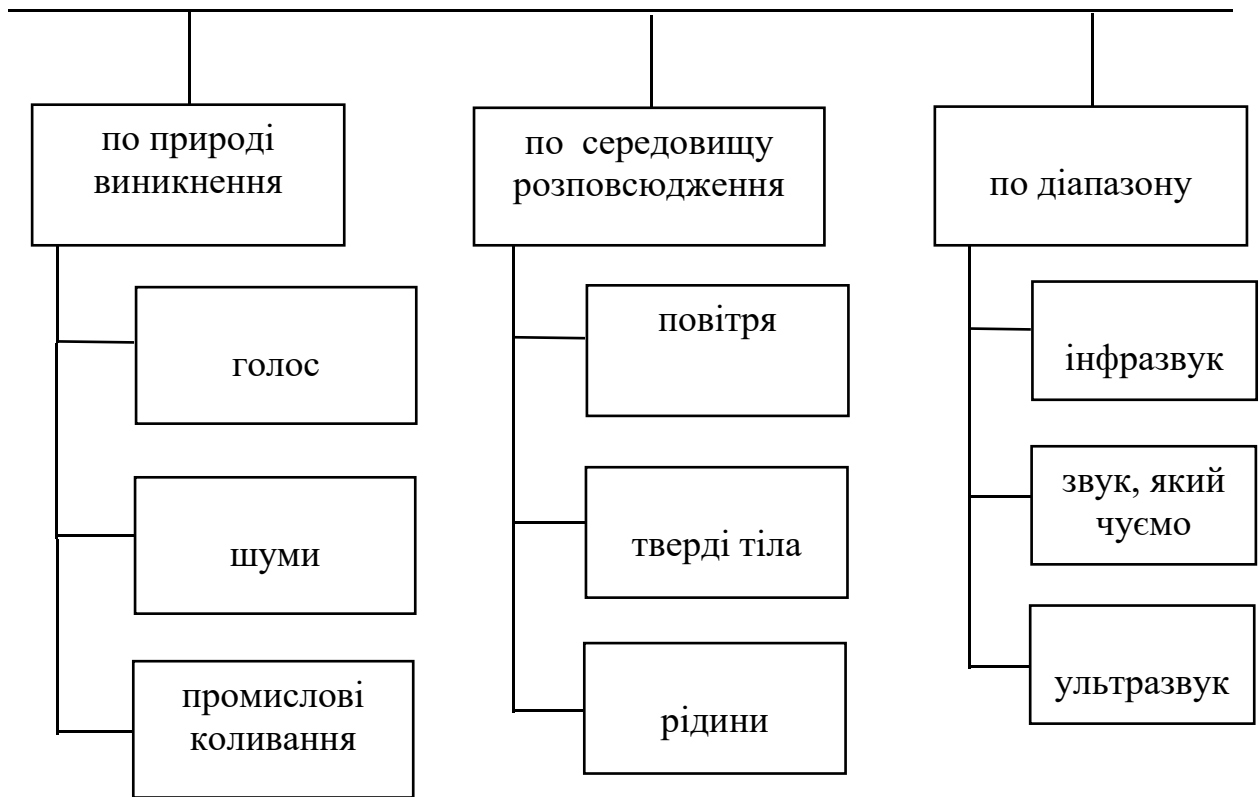 по природі
виникнення
голос
шуми
промислові
коливання
по середовищу
розповсюдження
повітря
тверді тіла
рідини
по діапазону
інфразвук
звук, який
чуємо
ультразвук